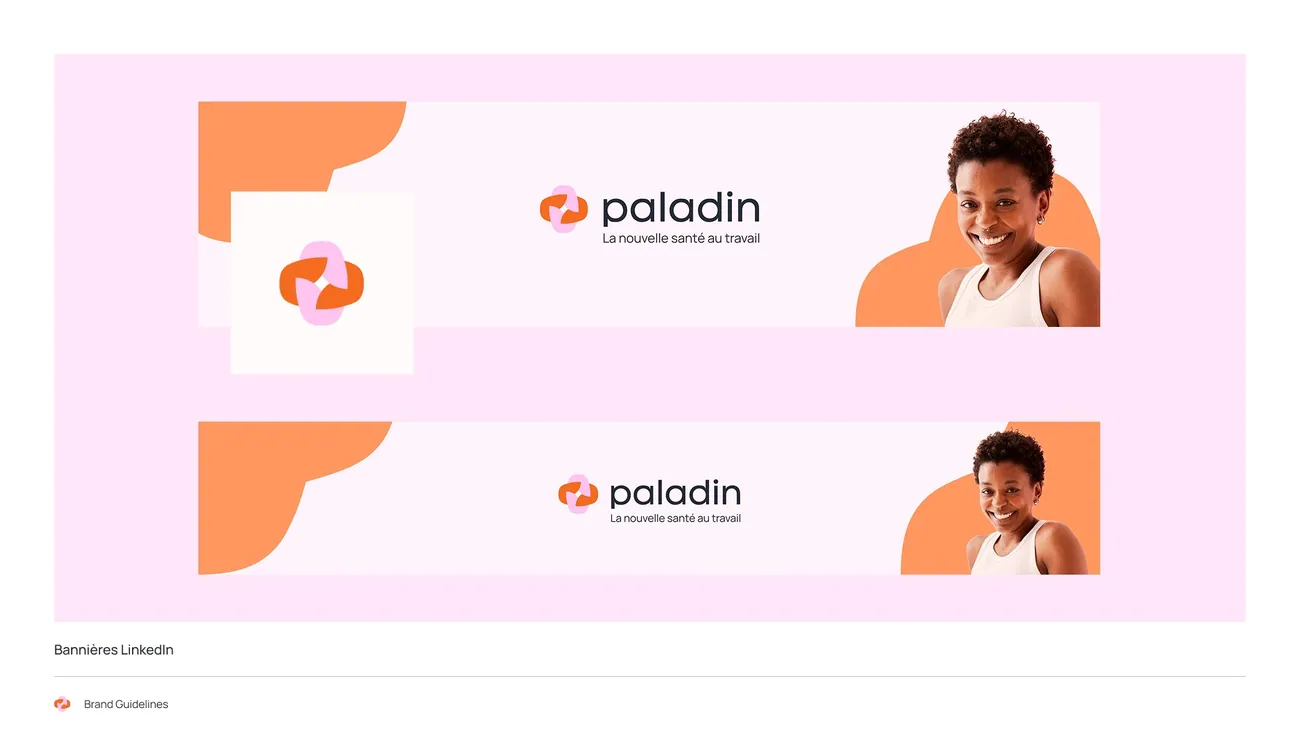 paladin
La nouvelle santé au travail
paladin
La nouvelle santé au travail
Bannières LinkedIn
Brand Guidelines